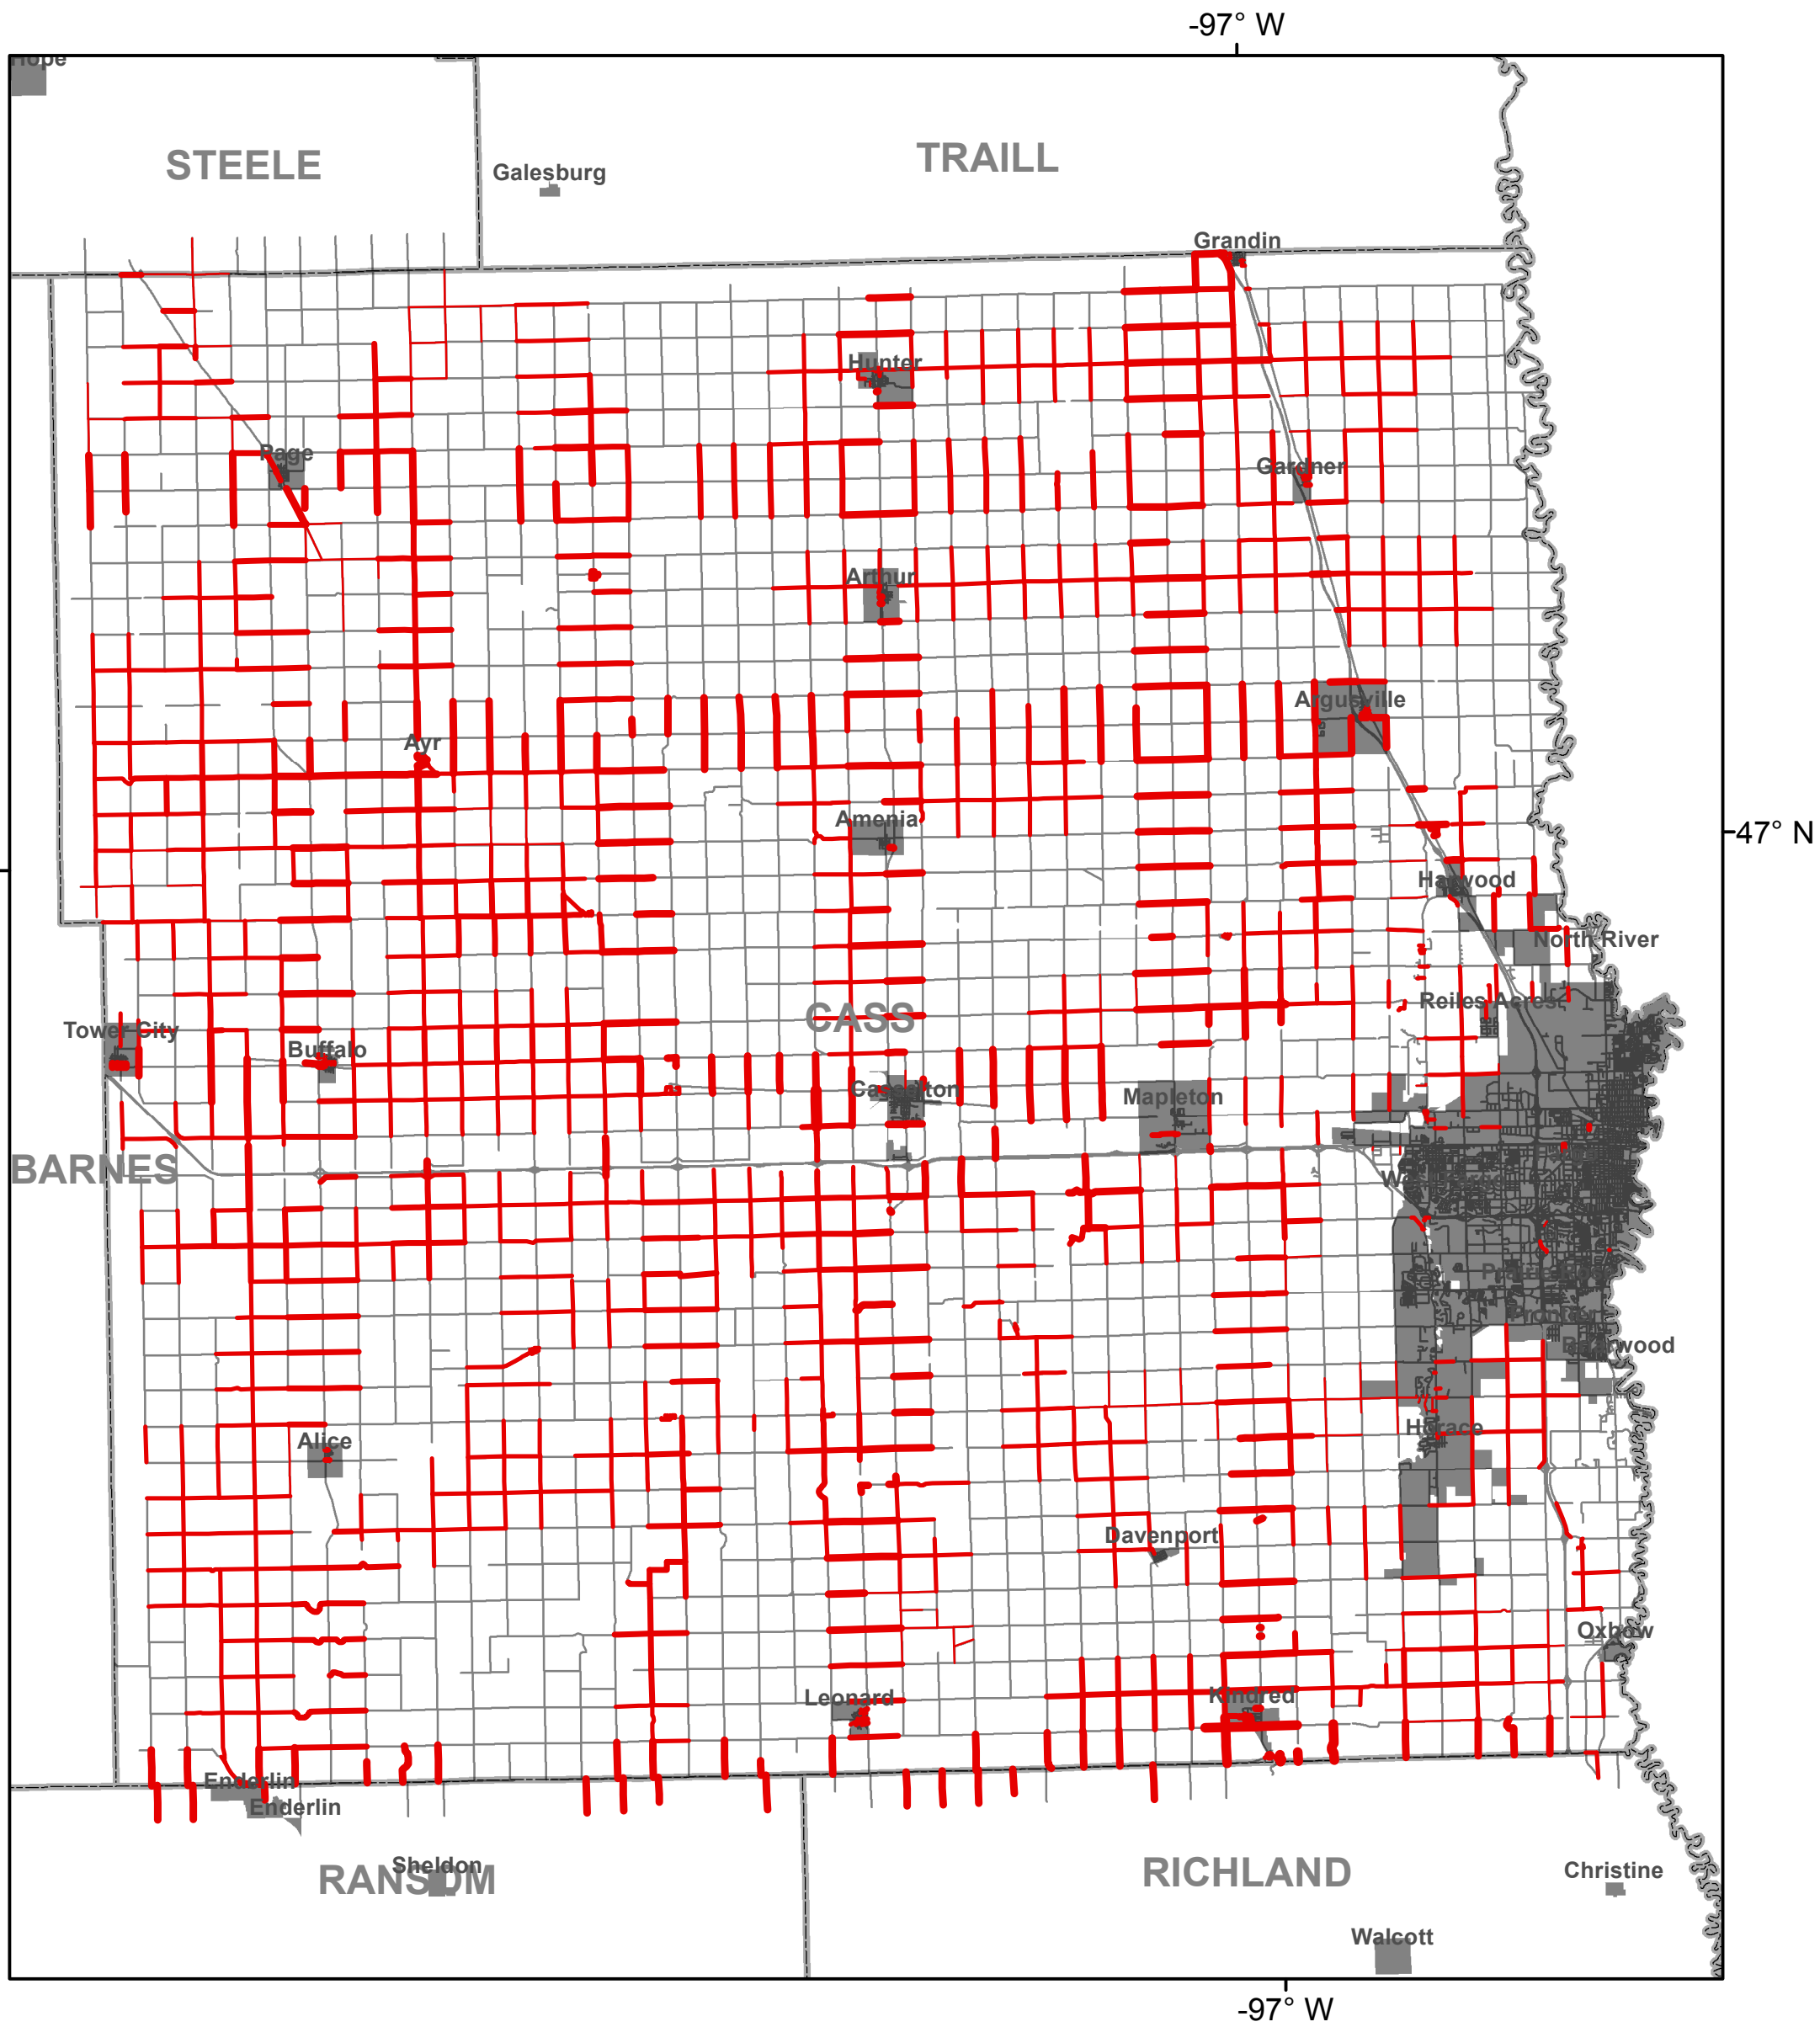 -97° W
Hope
STEELE
TRAILL
Galesburg
Grandin
Hunter
Page
Gardner
Arthur
Argusville
Ayr
-47° N
Amenia
Harwood
North River
Reiles Acres
CASS
Tower City
Buffalo
Casselton
Mapleton
BARNES
Briarwood
Horace
Alice
Davenport
Oxbow
Leonard
Kindred
Enderlin
Enderlin
Sheldon
RANSOM
RICHLAND
Christine
Walcott
-97° W